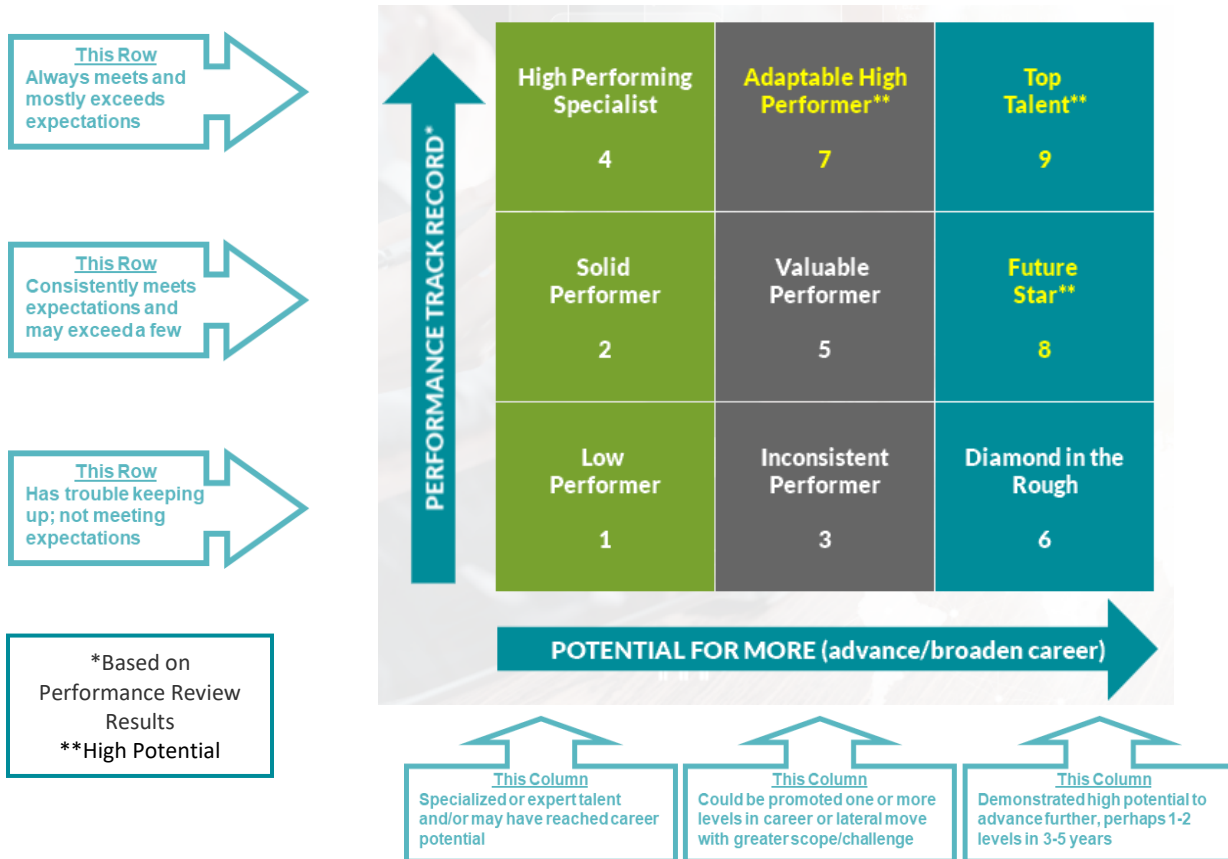 This Row
Always meets and
mostly exceeds
expectations
This Row
Consistently meets
expectations and
may exceed a few
This Row
Has trouble keeping
up; not meeting
expectations
*Based on
Performance Review
Results
**High Potential
PERFORMANCE TRACK RECORD*
High Performing
Specialist
4
Adaptable High
Performer**
7
Top
Talent**
9
Solid
Performer
2
Valuable
Performer
5
Future
Star**
8
Low
Performer
1
Inconsistent
Performer
3
Diamond in the
Rough
6
POTENTIAL FOR MORE (advance/broaden career)
This Column
Specialized or expert talent
and/or may have reached career
potential
This Column
Could be promoted one or more
levels in career or lateral move
with greater scope/challenge
This Column
Demonstrated high potential to
advance further, perhaps 1-2
levels in 3-5 years